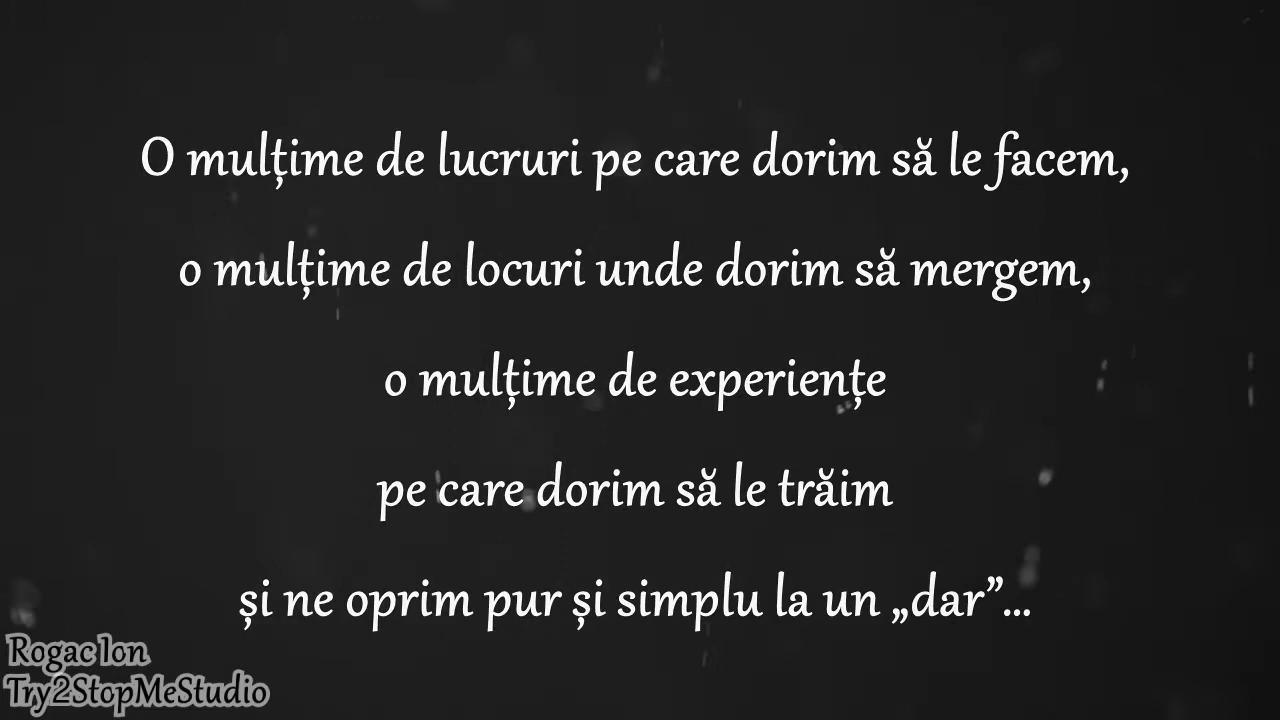 O mulțime de lucruri pe care dorim să le facem,
o mulțime de locuri unde dorim să mergem,
o mulțime de experiențe
pe care dorim să le trăim
și ne oprim pur și simplu la un „dar”...
Rogac Ion
Try2StopMeStudio